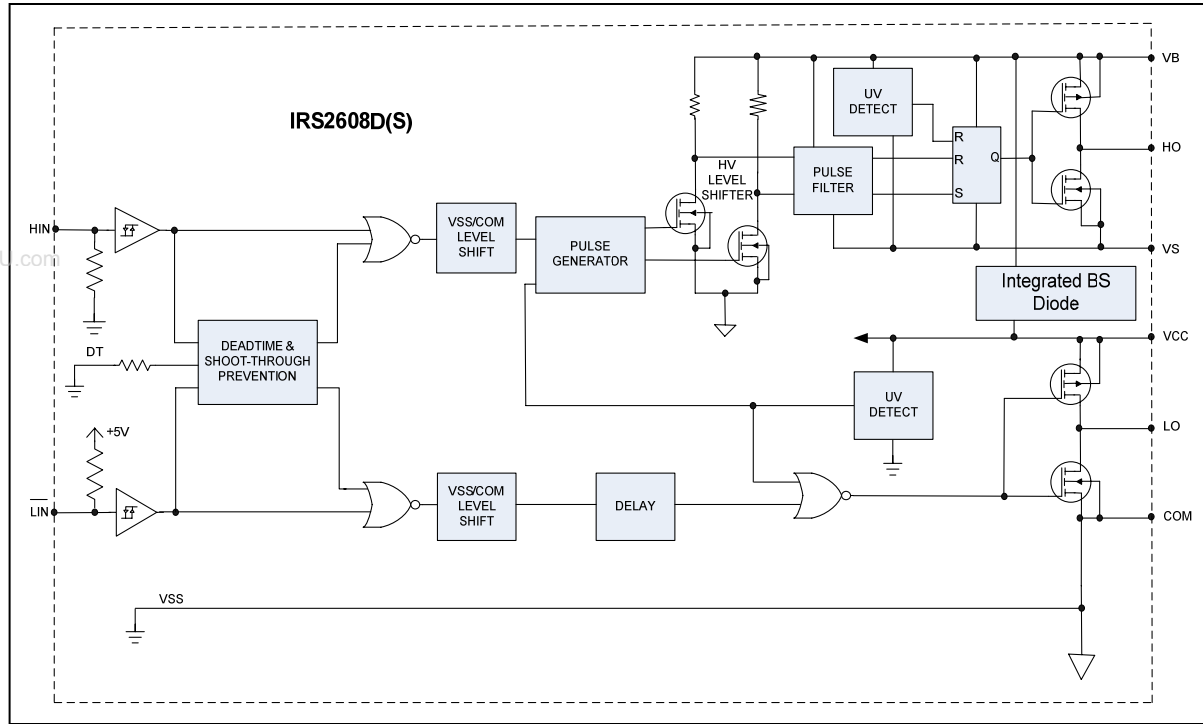 IRS2608D(S)
VB
UV
DETECT
R
R
Q
S
HO
HV
LEVEL
SHIFTER
PULSE
FILTER
HIN
VSS/COM
LEVEL
SHIFT
PULSE
GENERATOR
VS
U.com
Integrated BS
Diode
DT
DEADTIME &
SHOOT-THROUGH
PREVENTION
VCC
UV
DETECT
+5V
LO
LIN
VSS/COM
LEVEL
SHIFT
DELAY
COM
VSS